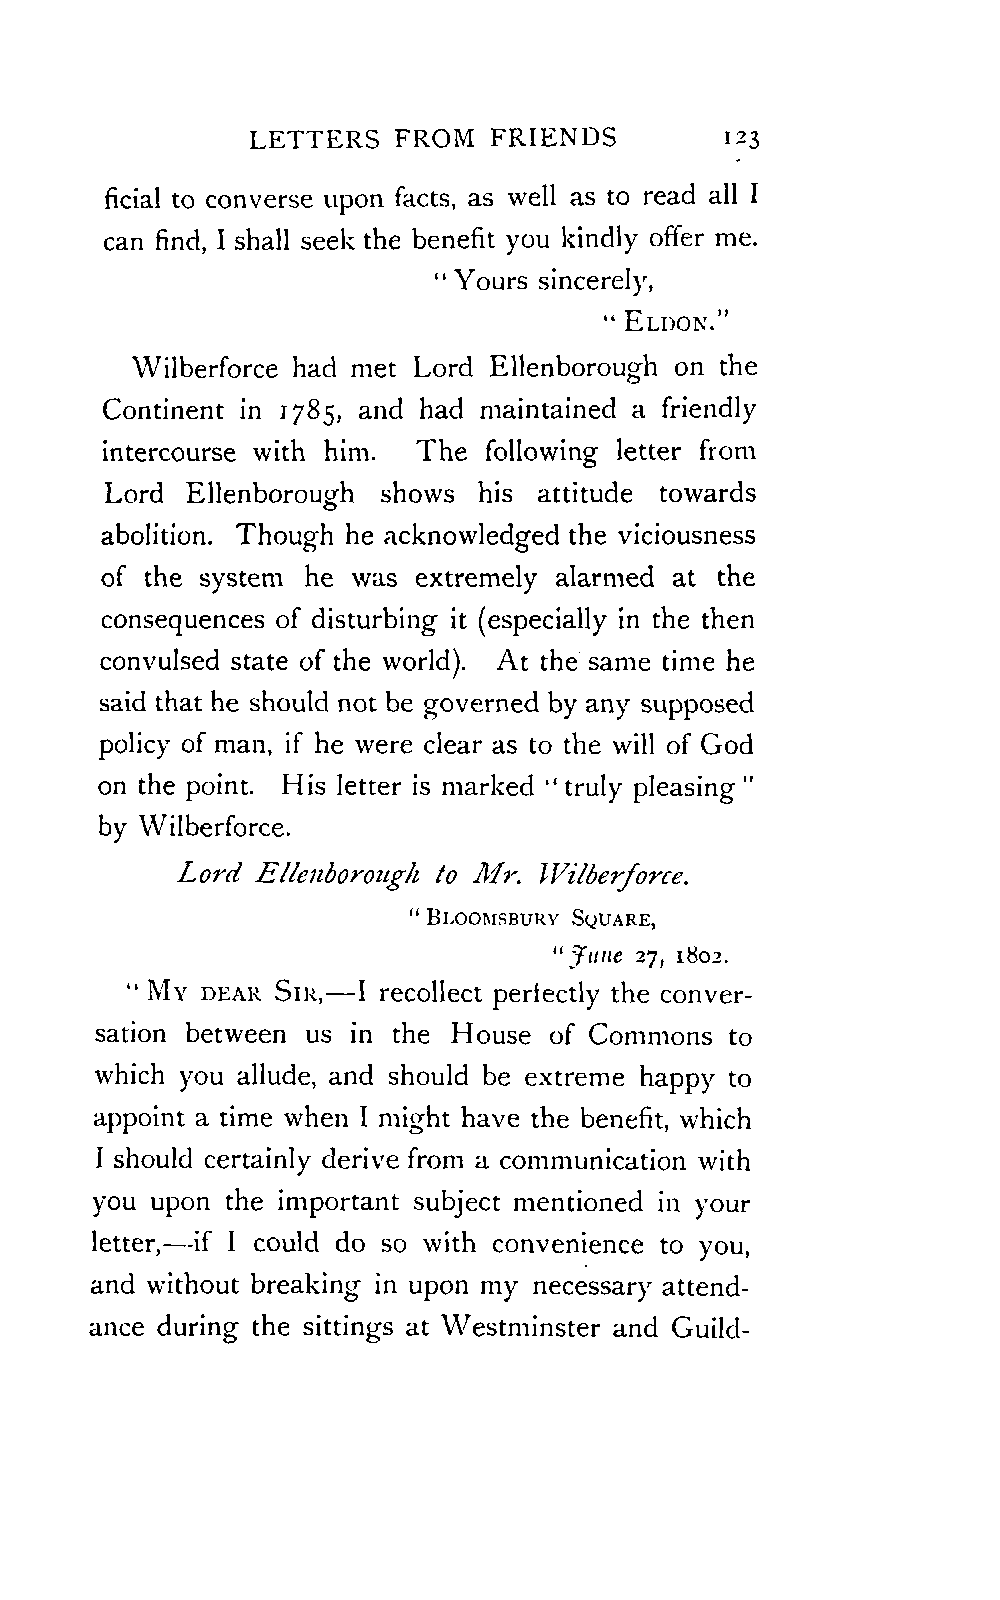 LETTERS FROM FRIENDS 123
ficial to converse upon facts, as well as to read all I
can find, I shall seek the benefit you kindly offer me.
"Yours sincerely,
"ELDON."
Wilberforce had met Lord Ellenborough on the
Continent in 1785, and had maintained a friendly
intercourse with him. The following letter from
Lord Ellenborough shows his attitude towards
abolition. Though he acknowledged the viciousness
of the system he was extremely alarmed at the
consequences of disturbing it (especially in the then
convulsed state of the world). At the same time he
said that he should not be governed by any supposed
policy of man, if he were clear as to the will of God
on the point. His letter is marked "truly pleasing"
by Wilberforce.
Lord Ellenborough to Mr. Wilberforce.
"BLOOMSBURY SQUARE,
"June 27, 1802.
"MY DEAR SIR,—I recollect perfectly the conver-
sation between us in the House of Commons to
which you allude, and should be extreme happy to
appoint a time when I might have the benefit, which
I should certainly derive from a communication with
you upon the important subject mentioned in your
letter,—if I could do so with convenience to you,
and without breaking in upon my necessary attend-
ance during the sittings at Westminster and Guild-